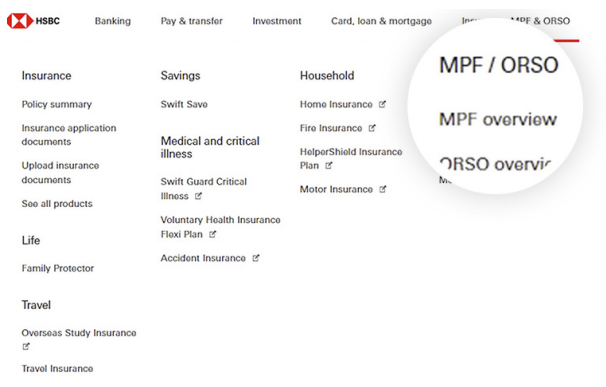 HSBC
Banking
Pay & transfer
Investment
Card, loan & mortgage
MPF & ORSO
Insurance
Policy summary
Insurance application
documents
Upload insurance
documents
See all products
Life
Family Protector
Travel
Overseas Study Insurance
Travel Insurance
Savings
Swift Save
Medical and critical
illness
Swift Guard Critical
Illness
Voluntary Health Insurance
Flexi Plan
Accident Insurance
Household
Home Insurance
Fire Insurance
HelperShield Insurance
Plan
Motor Insurance
MPF / ORSO
MPF overview
ORSO